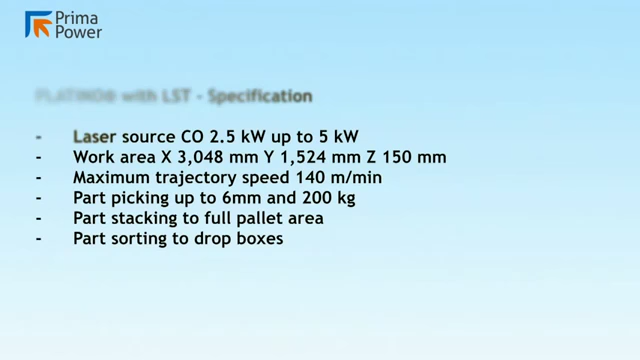 Prima
Power
PLATINO® with LST - Specification
- Laser source CO 2.5 kW up to 5 kW
- Work area X 3,048 mm Y 1,524 mm Z 150 mm
- Maximum trajectory speed 140 m/min
- Part picking up to 6mm and 200 kg
- Part stacking to full pallet area
- Part sorting to drop boxes